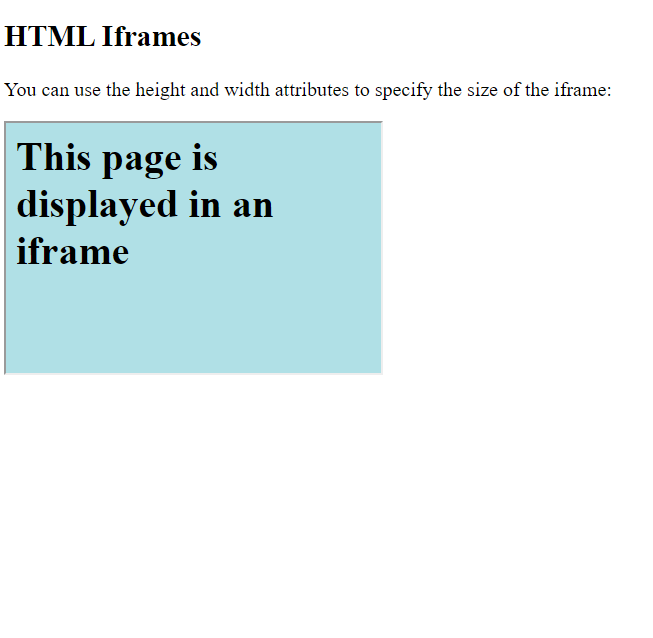 HTML Iframes
You can use the height and width attributes to specify the size of the iframe:
This page is
displayed in an
iframe